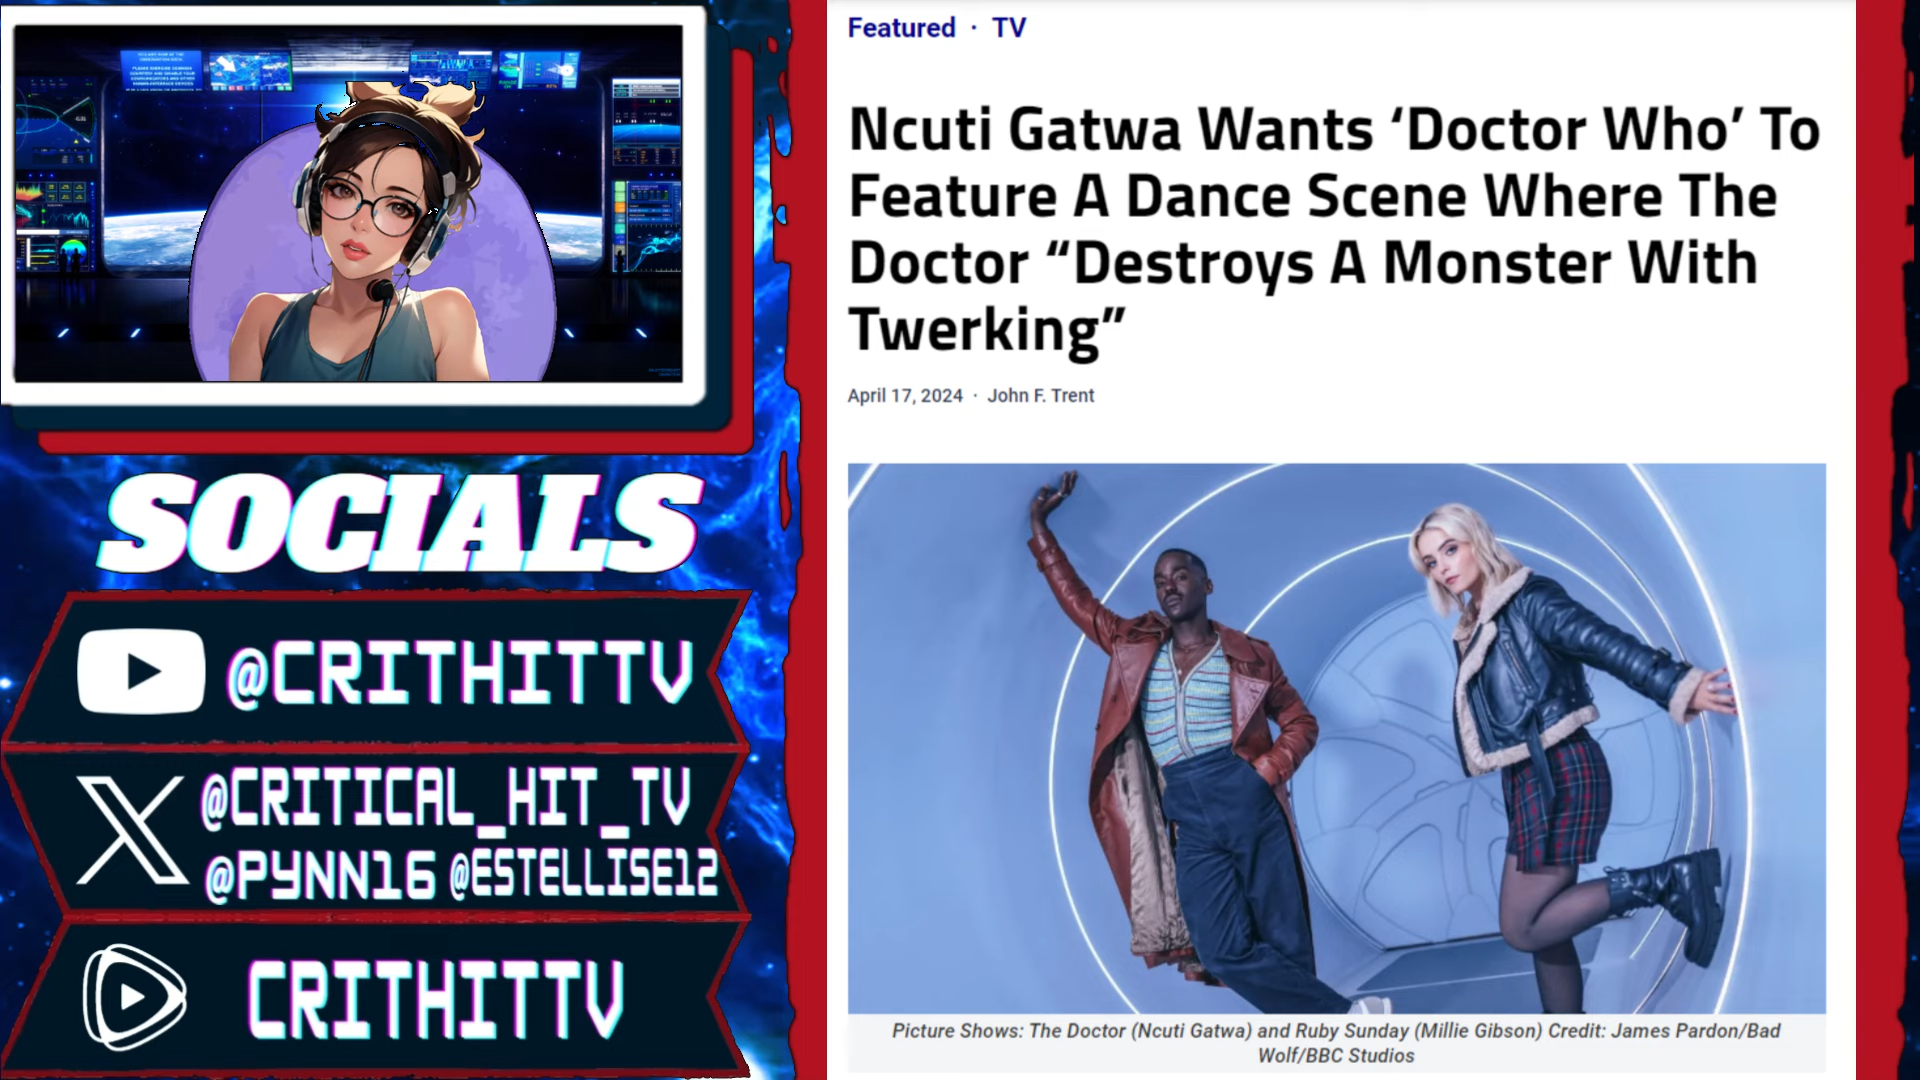 SOCIALS
@CRITHITTV
@CRITICAL_HIT_TV
@PYNN16 @ESTELLISE12
CRITHITTV
Featured · TV
Ncuti Gatwa Wants ‘Doctor Who’ To
Feature A Dance Scene Where The
Doctor “Destroys A Monster With
Twerking”
April 17, 2024 · John F. Trent
Picture Shows: The Doctor (Ncuti Gatwa) and Ruby Sunday (Millie Gibson) Credit: James Pardon/Bad
Wolf/BBC Studios